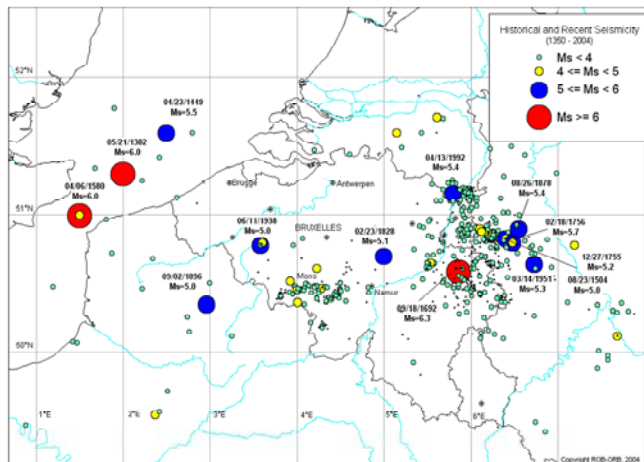 Historical and Recent Seismicity
(1350 - 2004)
Ms < 4
4 <= Ms < 5
5 <= Ms < 6
Ms >= 6
52°N
04/23/1449
Ms=5.5
05/21/1382
Ms=6.0
04/13/1992
Ms=5.4
04/06/1580
Ms=6.0
Brugge
Antwerpen
08/26/1878
Ms=5.4
51°N
06/11/1938
Ms=5.0
BRUXELLES
02/23/1828
Ms=5.1
02/18/1756
Ms=5.7
12/27/1755
Ms=5.2
03/14/1951
Ms=5.3
Mons
Namur
08/23/1504
Ms=5.0
Ms=5.0
09/18/1692
Ms=6.3
50°N
1°E
2°E
3°E
4°E
5°E
6°E
Copyright ROB-ORB, 2004